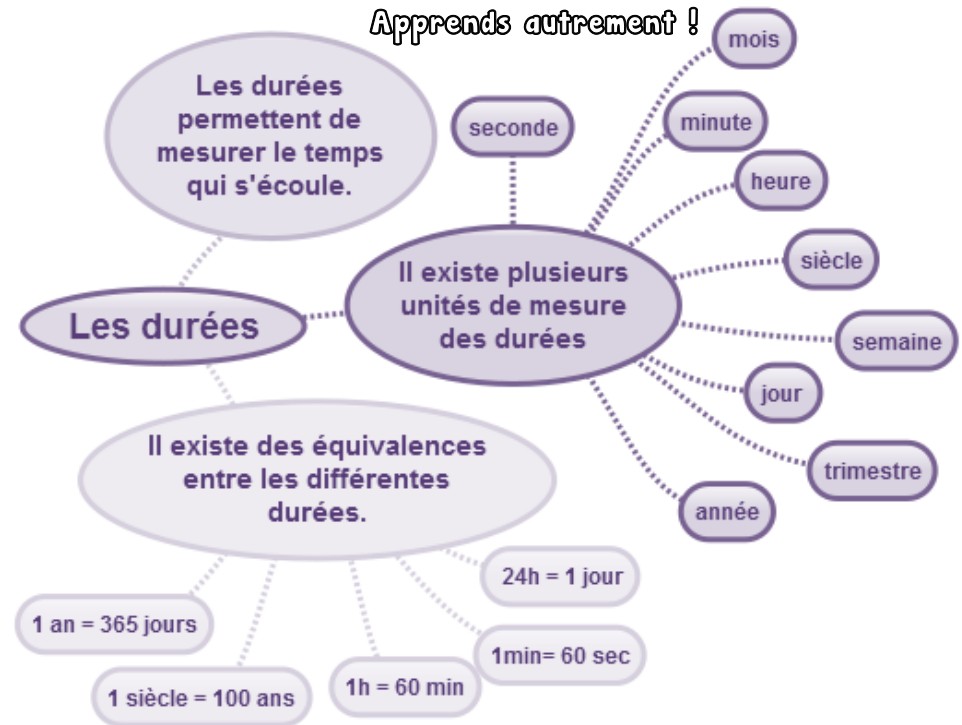 Apprends autrement !
Les durées
permettent de
mesurer le temps
qui s'écoule.
seconde
mois
minute
heure
siècle
semaine
jour
trimestre
année
Il existe plusieurs
unités de mesure
des durées
Les durées
Il existe des équivalences
entre les différentes
durées.
24h = 1 jour
1min= 60 sec
1h = 60 min
1 siècle = 100 ans
1 an = 365 jours